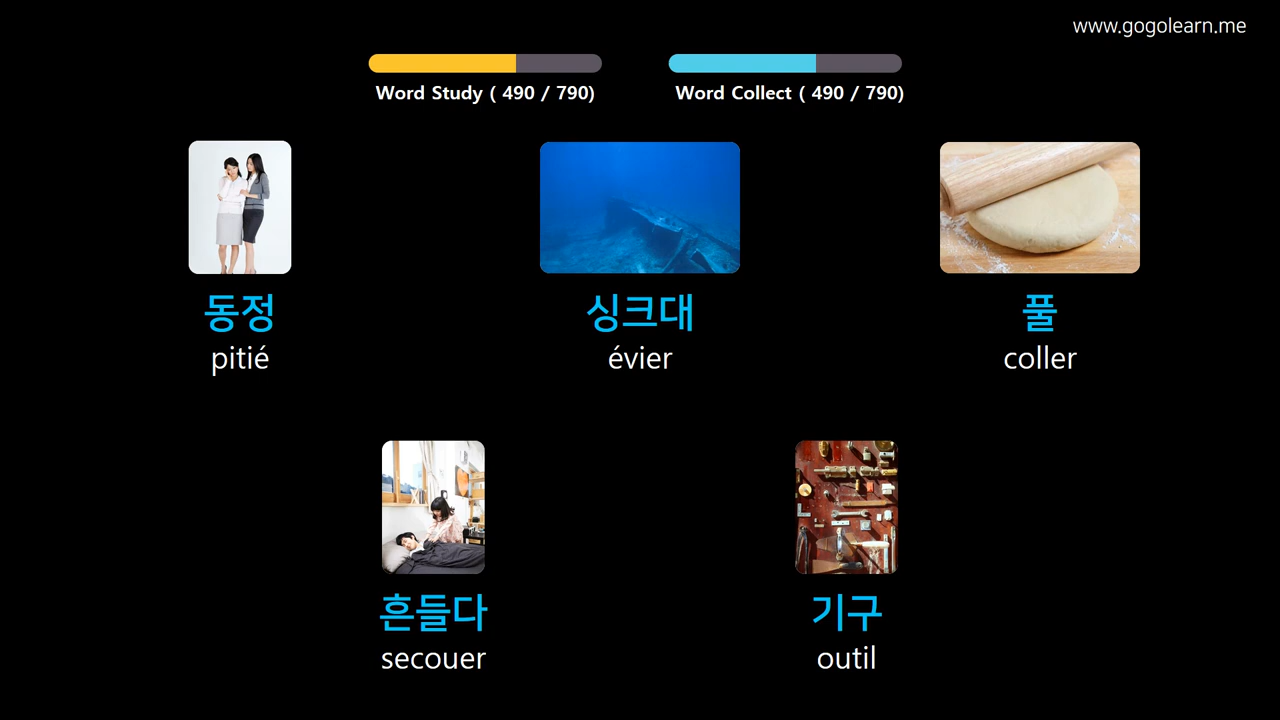 www.gogolearn.me
Word Study ( 490 / 790)
Word Collect ( 490 / 790)
동정
pitié
싱크대
évier
풀
coller
흔들다
secouer
기구
outil